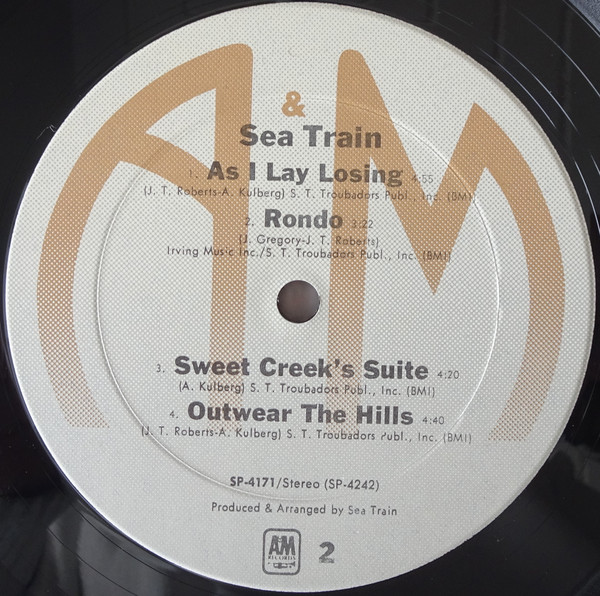 A & M
Sea Train
1. As I Lay Losing 4:55
(J. T. Roberts-A. Kulberg) S. T. Troubadors Publ., Inc. (BMI)
2. Rondo 3:22
(J. Gregory-J. T. Roberts)
Irving Music Inc./S. T. Troubadors Publ., Inc. (BMI)
3. Sweet Creek's Suite 4:20
(A. Kulberg) S. T. Troubadors Publ., Inc. (BMI)
4. Outwear The Hills 4:40
(J. T. Roberts-A. Kulberg) S. T. Troubadors Publ., Inc. (BMI)
SP-4171/Stereo (SP-4242)
Produced & Arranged by Sea Train
A&M
RECORDS
2